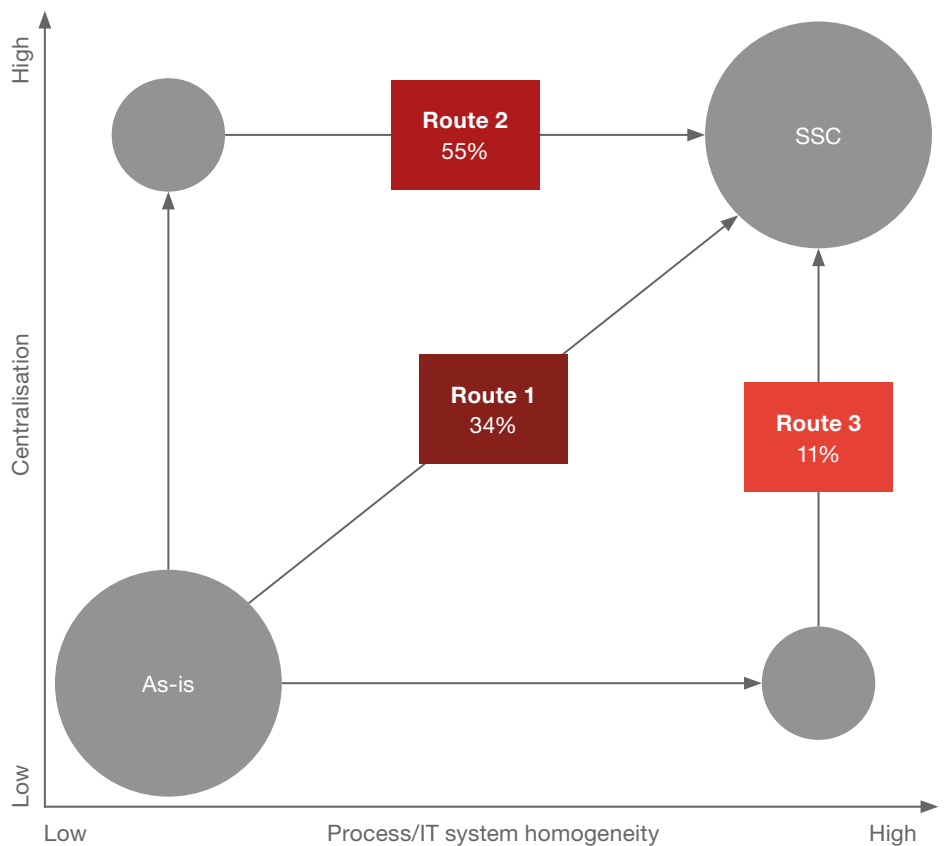 High
Route 2
55%
SSC
Centralisation
Route 1
34%
Route 3
11%
As-is
Low
Low
Process/IT system homogeneity
High